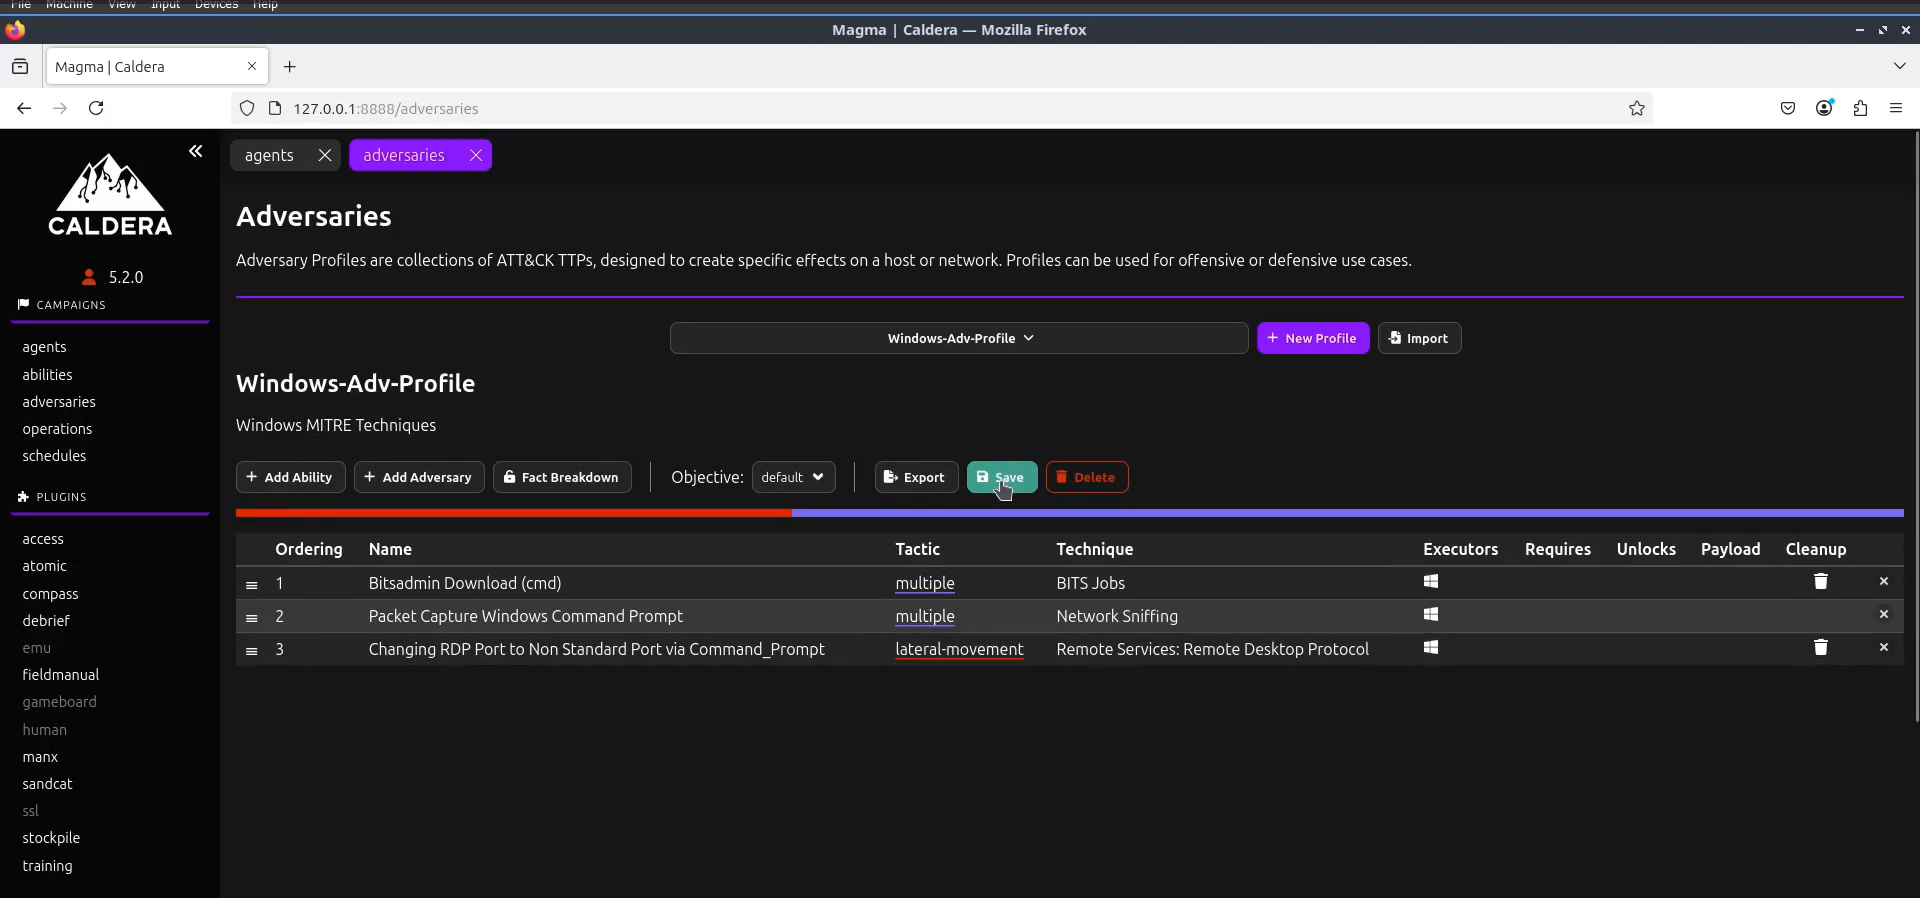 File Machine View Input Devices Help
Magma | Caldera — Mozilla Firefox
Magma | Caldera
127.0.0.1:8888/adversaries
CALDERA
5.2.0
CAMPAIGNS
agents
abilities
adversaries
operations
schedules
PLUGINS
access
atomic
compass
debrief
emu
fieldmanual
gameboard
human
manx
sandcat
ssl
stockpile
training
agents adversaries
Adversaries
Adversary Profiles are collections of ATT&CK TTPs, designed to create specific effects on a host or network. Profiles can be used for offensive or defensive use cases.
Windows-Adv-Profile + New Profile Import
Windows-Adv-Profile
Windows MITRE Techniques
+ Add Ability + Add Adversary Fact Breakdown Objective: default Export Save Delete
Ordering Name Tactic Technique Executors Requires Unlocks Payload Cleanup
1 Bitsadmin Download (cmd) multiple BITS Jobs
2 Packet Capture Windows Command Prompt multiple Network Sniffing
3 Changing RDP Port to Non Standard Port via Command_Prompt lateral-movement Remote Services: Remote Desktop Protocol